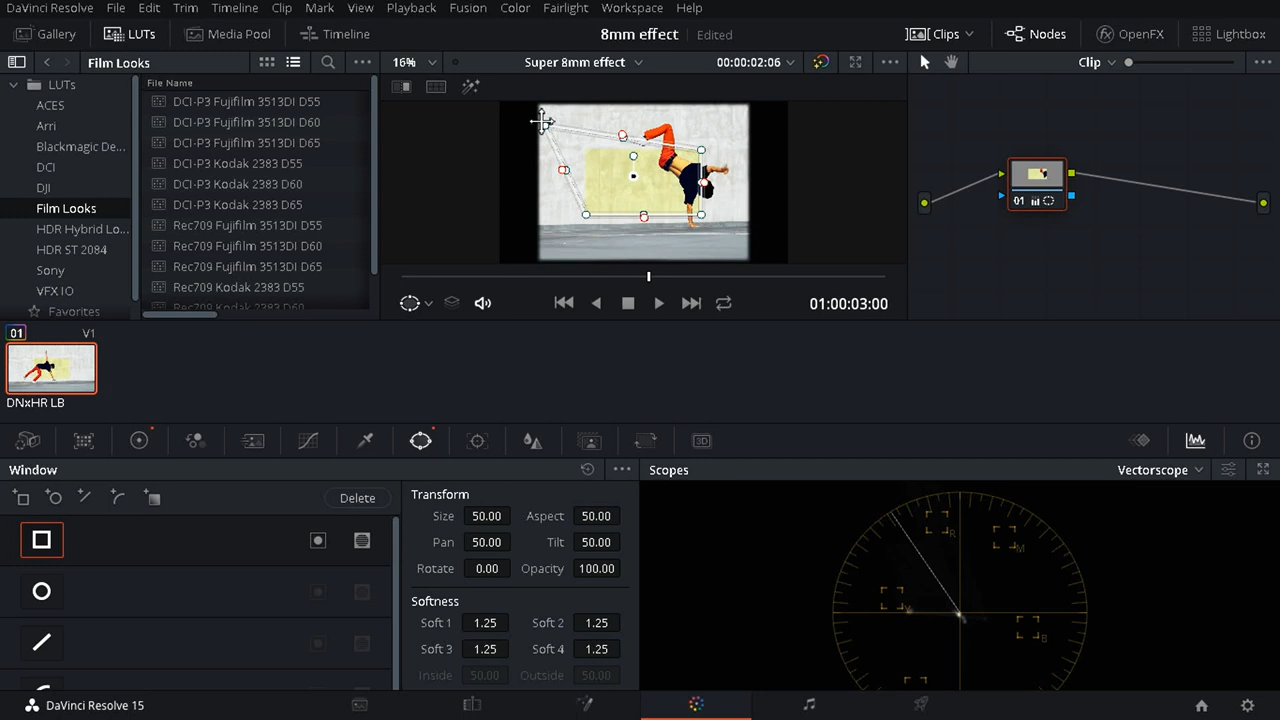 DaVinci Resolve File Edit Trim Timeline Clip Mark View Playback Fusion Color Fairlight Workspace Help
Gallery LUTs Media Pool Timeline 8mm effect Edited Clips Nodes OpenFX Lightbox
Film Looks 16% Super 8mm effect 00:00:02:06 Clip
LUTs File Name
ACES DCI-P3 Fujifilm 3513DI D55
Arri DCI-P3 Fujifilm 3513DI D60
Blackmagic De... DCI-P3 Fujifilm 3513DI D65
DCI DCI-P3 Kodak 2383 D55
DJI DCI-P3 Kodak 2383 D60
Film Looks DCI-P3 Kodak 2383 D65
HDR Hybrid Lo... Rec709 Fujifilm 3513DI D55
HDR ST 2084 Rec709 Fujifilm 3513DI D60
Sony Rec709 Fujifilm 3513DI D65
VFX IO Rec709 Kodak 2383 D55
Favorites Rec709 Kodak 2383 D60
01
01:00:03:00
01 V1
DNxHR LB
3D
Window Scopes Vectorscope
Delete
Transform
Size 50.00 Aspect 50.00
Pan 50.00 Tilt 50.00
Rotate 0.00 Opacity 100.00
Softness
Soft 1 1.25 Soft 2 1.25
Soft 3 1.25 Soft 4 1.25
Inside 50.00 Outside 50.00
R
M
B
DaVinci Resolve 15